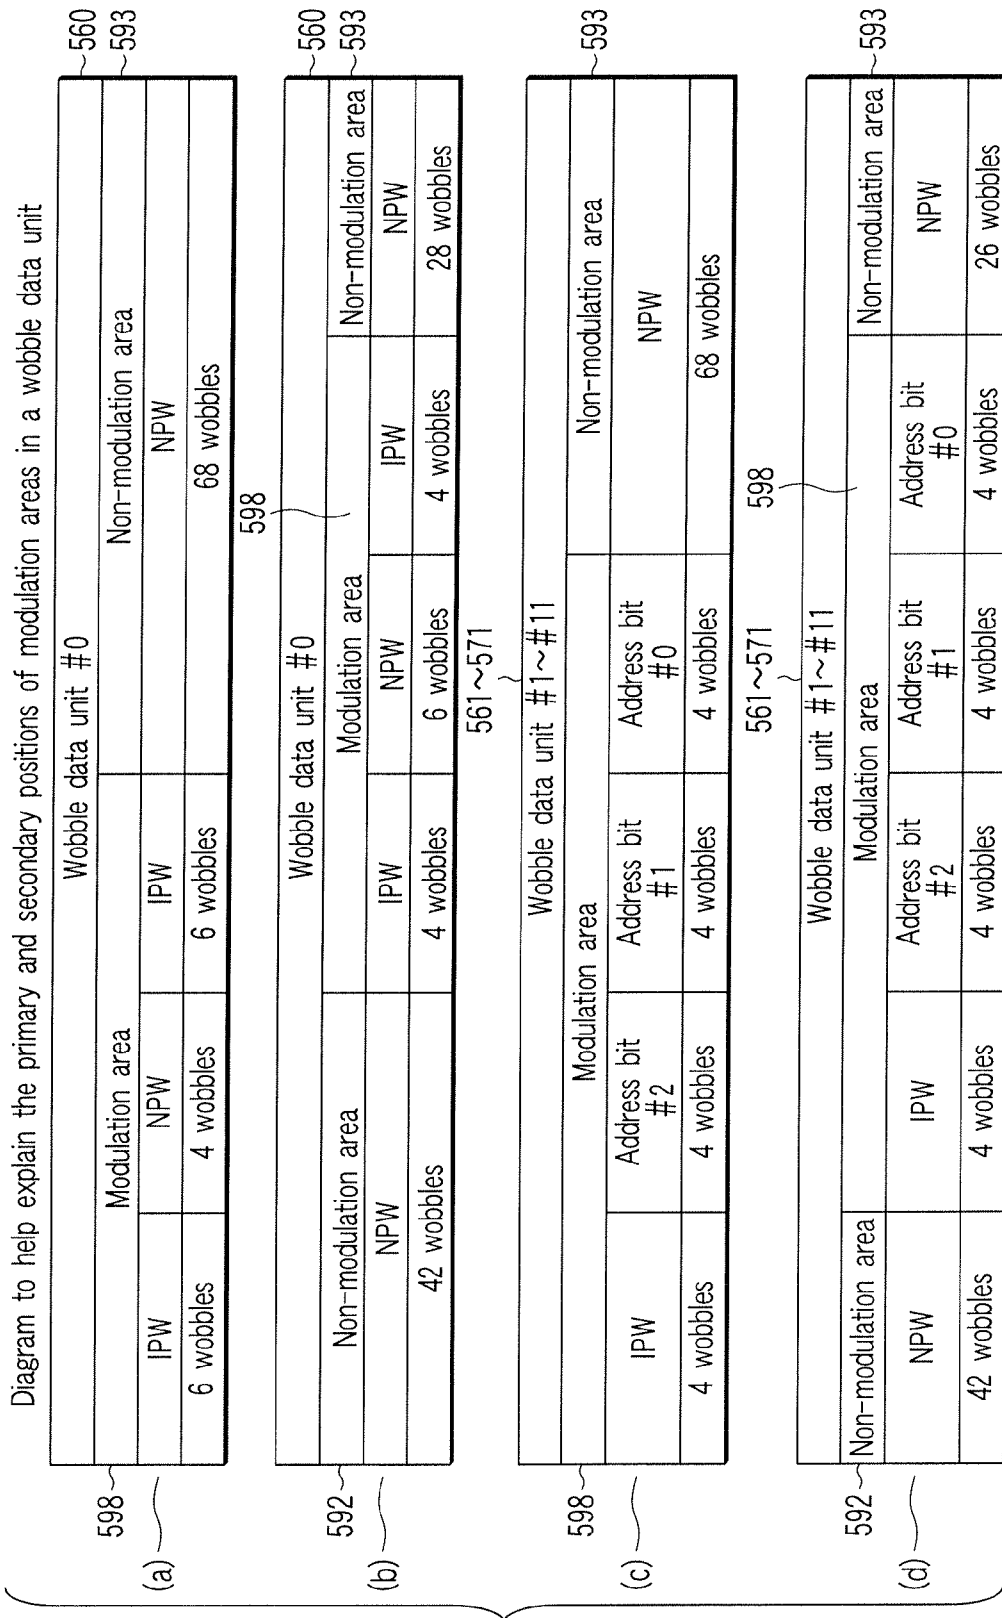 Diagram to help explain the primary and secondary positions of modulation areas in a wobble data unit
560
Wobble data unit #0
593
598
Modulation area
Non-modulation area
(a)
IPW
NPW
IPW
NPW
6 wobbles
4 wobbles
6 wobbles
68 wobbles
598
560
Wobble data unit #0
593
592
Non-modulation area
Modulation area
Non-modulation area
(b)
NPW
IPW
NPW
IPW
NPW
42 wobbles
4 wobbles
6 wobbles
4 wobbles
28 wobbles
561~571
Wobble data unit #1~#11
593
598
Modulation area
Non-modulation area
(c)
IPW
Address bit
#2
Address bit
#1
Address bit
#0
NPW
4 wobbles
4 wobbles
4 wobbles
4 wobbles
68 wobbles
561~571
598
Wobble data unit #1~#11
593
592
Non-modulation area
Modulation area
Non-modulation area
(d)
NPW
IPW
Address bit
#2
Address bit
#1
Address bit
#0
NPW
42 wobbles
4 wobbles
4 wobbles
4 wobbles
4 wobbles
26 wobbles